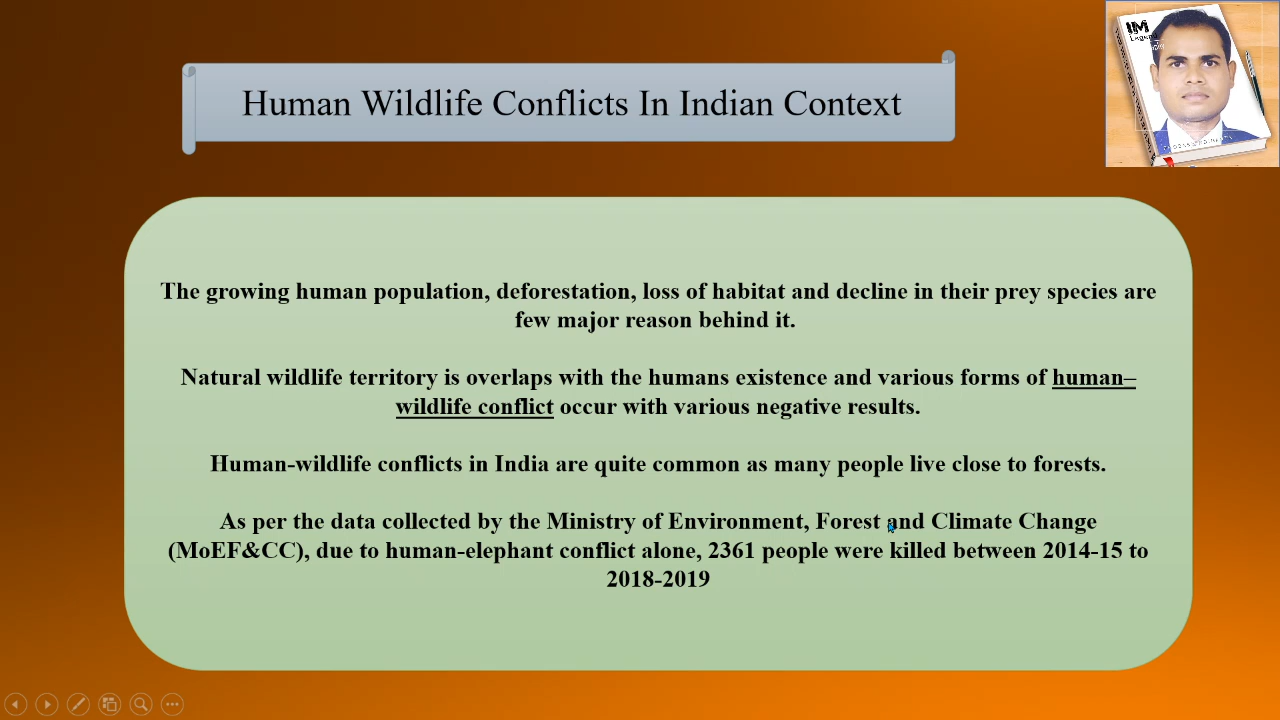 Human Wildlife Conflicts In Indian Context
IM
The growing human population, deforestation, loss of habitat and decline in their prey species are
few major reason behind it.
Natural wildlife territory is overlaps with the humans existence and various forms of human–
wildlife conflict occur with various negative results.
Human-wildlife conflicts in India are quite common as many people live close to forests.
As per the data collected by the Ministry of Environment, Forest and Climate Change
(MoEF&CC), due to human-elephant conflict alone, 2361 people were killed between 2014-15 to
2018-2019